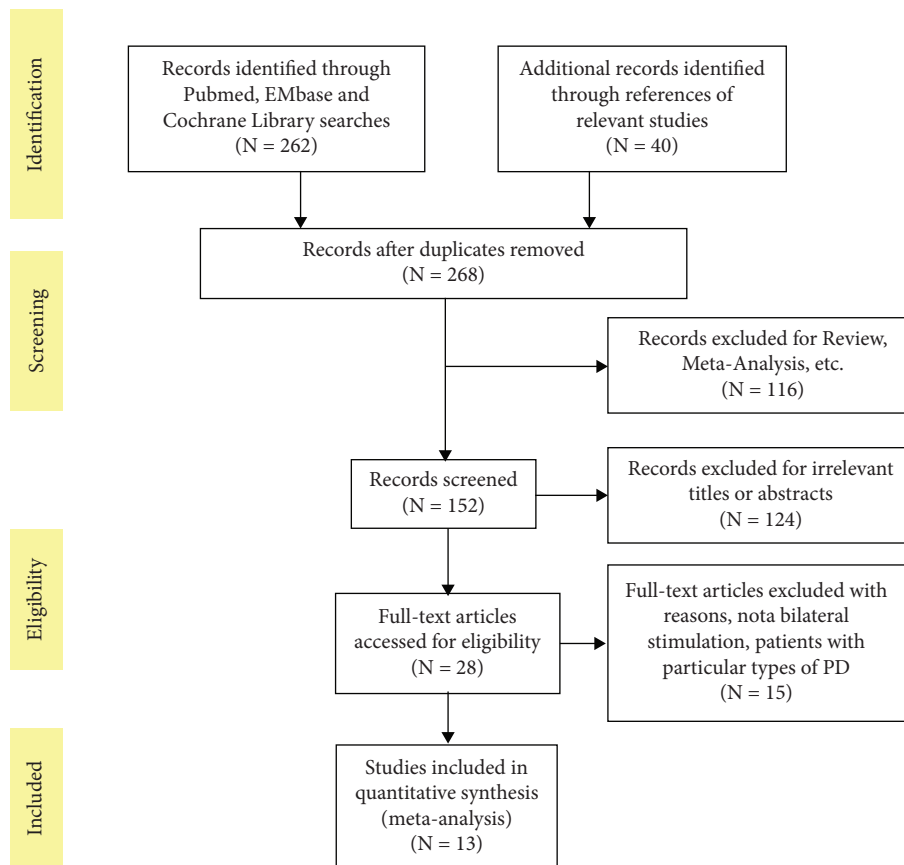 Identification
Records identified through
Pubmed, EMbase and
Cochrane Library searches
(N = 262)
Additional records identified
through references of
relevant studies
(N = 40)
Records after duplicates removed
(N = 268)
Screening
Records excluded for Review,
Meta-Analysis, etc.
(N = 116)
Records screened
(N = 152)
Records excluded for irrelevant
titles or abstracts
(N = 124)
Eligibility
Full-text articles
accessed for eligibility
(N = 28)
Full-text articles excluded with
reasons, nota bilateral
stimulation, patients with
particular types of PD
(N = 15)
Included
Studies included in
quantitative synthesis
(meta-analysis)
(N = 13)